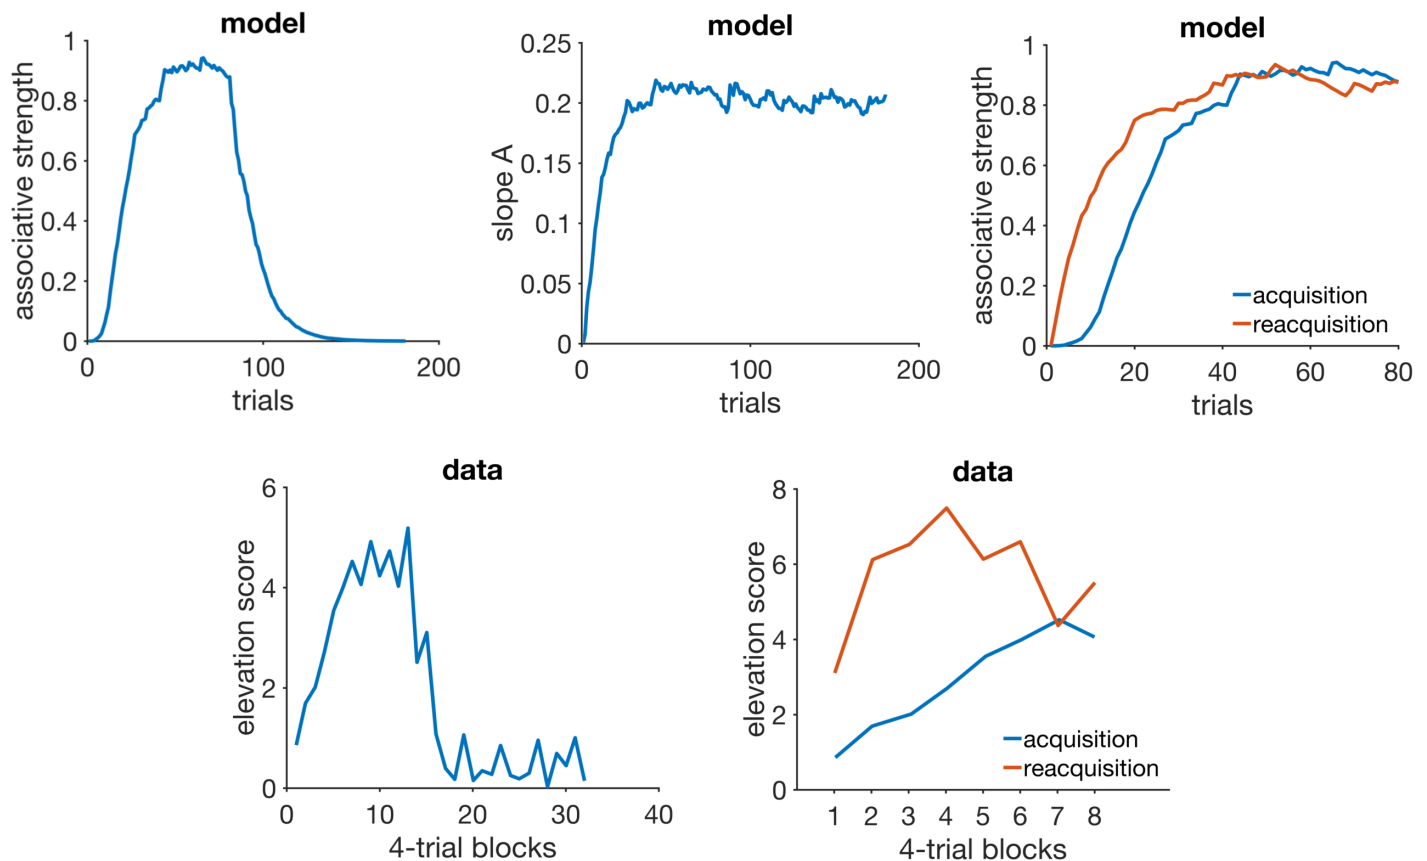 model
associative strength
1
0.8
0.6
0.4
0.2
0
0 100 200
trials
model
slope A
0.25
0.2
0.15
0.1
0.05
0
0 100 200
trials
model
associative strength
1
0.8
0.6
0.4
0.2
0
acquisition
reacquisition
0 20 40 60 80
trials
data
elevation score
6
4
2
0
0 10 20 30 40
4-trial blocks
data
elevation score
8
6
4
2
0
acquisition
reacquisition
1 2 3 4 5 6 7 8
4-trial blocks